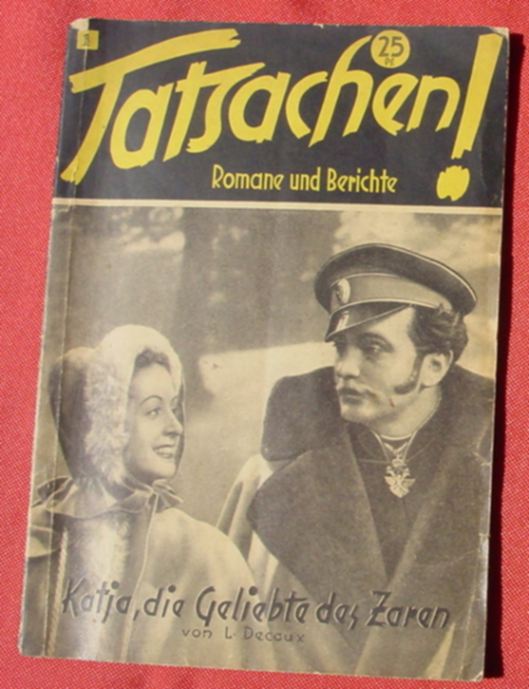 25
Pf
Tatsachen!
Romane und Berichte
Katja, die Geliebte des Zaren
von L. Decaux